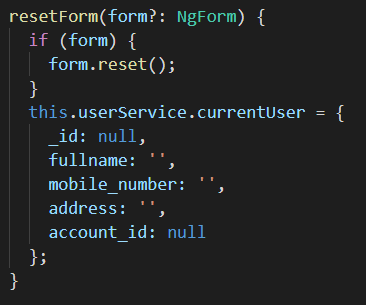 resetForm(form?: NgForm) {
  if (form) {
    form.reset();
  }
  this.userService.currentUser = {
    _id: null,
    fullname: '',
    mobile_number: '',
    address: '',
    account_id: null
  };
}